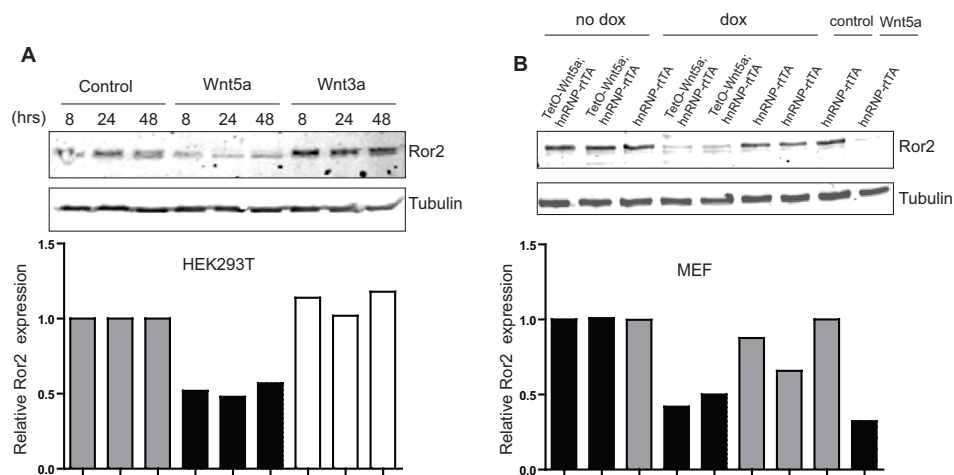 A
Control Wnt5a Wnt3a
(hrs) 8 24 48 8 24 48 8 24 48
Ror2
Tubulin
Relative Ror2 expression
1.5
1.0
0.5
0.0
HEK293T
B
no dox dox control Wnt5a
TetO-Wnt5a;
hnRNP-rtTA
TetO-Wnt5a;
hnRNP-rtTA
hnRNP-rtTA
TetO-Wnt5a;
hnRNP-rtTA
TetO-Wnt5a;
hnRNP-rtTA
hnRNP-rtTA
hnRNP-rtTA
hnRNP-rtTA
hnRNP-rtTA
Ror2
Tubulin
Relative Ror2 expression
1.5
1.0
0.5
0.0
MEF